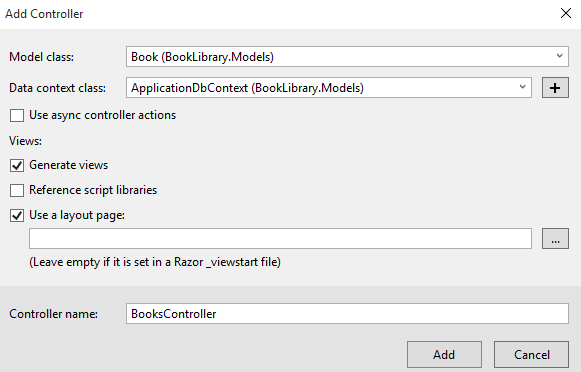 Add Controller
Model class: Book (BookLibrary.Models)
Data context class: ApplicationDbContext (BookLibrary.Models) +
Use async controller actions
Views:
Generate views
Reference script libraries
Use a layout page:
...
(Leave empty if it is set in a Razor _viewstart file)
Controller name: BooksController
Add Cancel